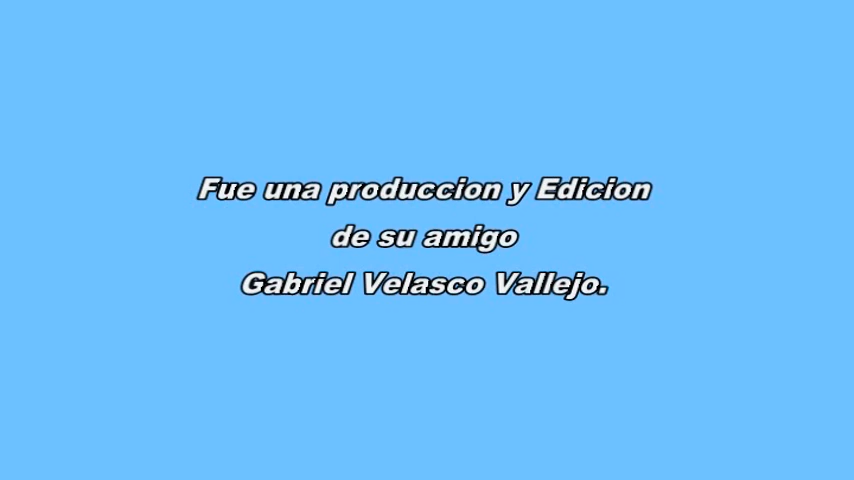 Fue una produccion y Edicion
de su amigo
Gabriel Velasco Vallejo.